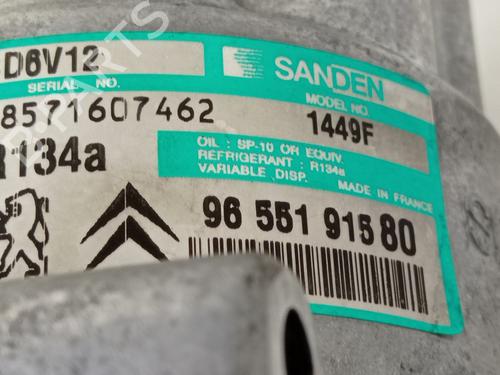 D6V12
SANDEN
SERIAL NO.
MODEL NO.
8571607462
1449F
R134a
OIL : SP-10 OR EQUIV.
REFRIGERANT : R134a
VARIABLE DISP.
MADE IN FRANCE
96 551 915 80